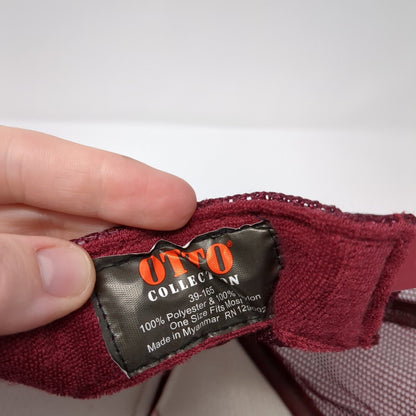 OTTO®
COLLECTION
39-165
100% Polyester & 100%
One Size Fits Most
Made in Myanmar RN